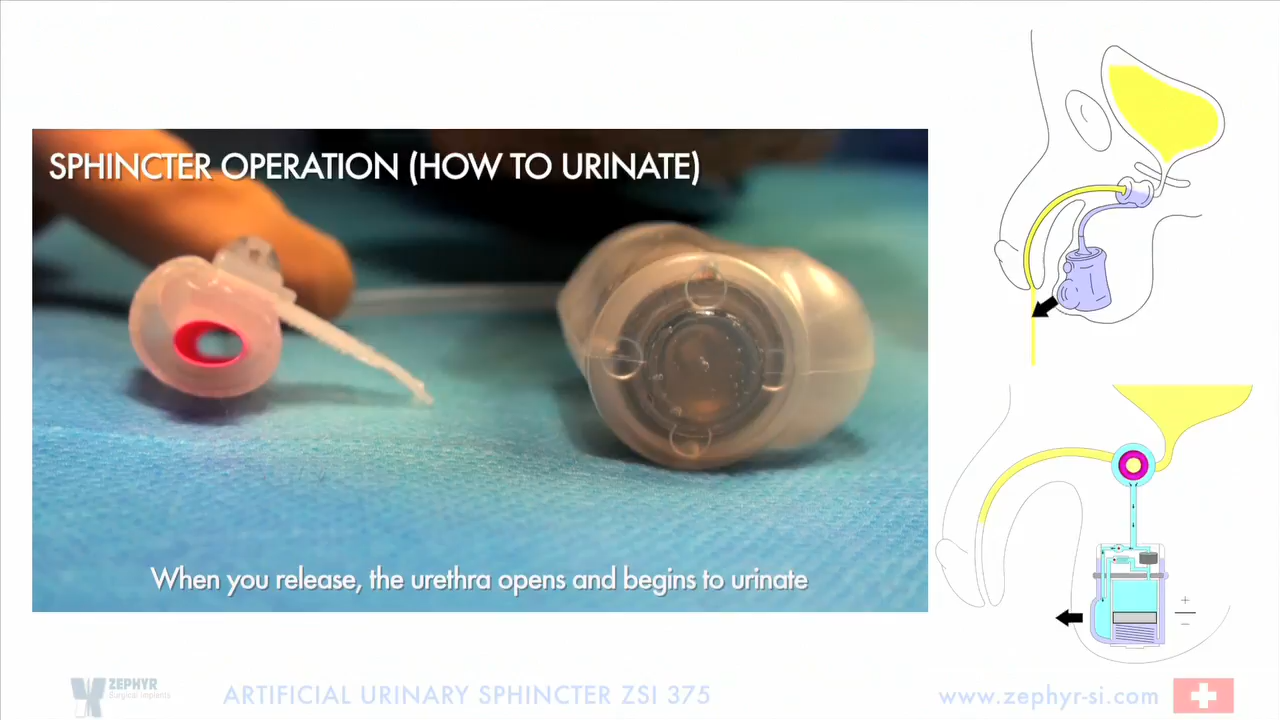 SPHINCTER OPERATION (HOW TO URINATE)
When you release, the urethra opens and begins to urinate
+
−
ZEPHYR
Surgical Implants
ARTIFICIAL URINARY SPHINCTER ZSI 375
www.zephyr-si.com